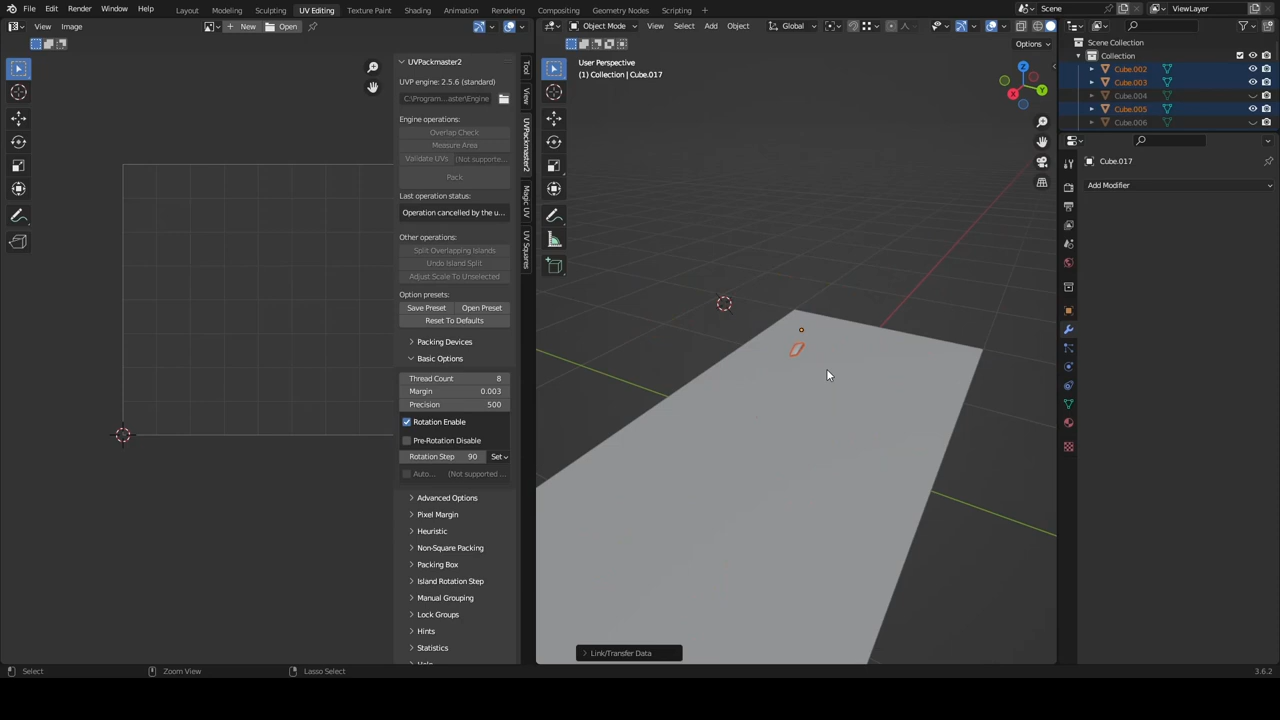 File Edit Render Window Help
Layout Modeling Sculpting UV Editing Texture Paint Shading Animation Rendering Compositing Geometry Nodes Scripting
Scene
ViewLayer
View Image
New
Open
UVPackmaster2
UVP engine: 2.5.6 (standard)
C:\Program...aster\Engine
Engine operations:
Overlap Check
Measure Area
Validate UVs (Not supporte...
Pack
Last operation status:
Operation cancelled by the u...
Other operations:
Split Overlapping Islands
Undo Island Split
Adjust Scale To Unselected
Option presets:
Save Preset Open Preset
Reset To Defaults
Packing Devices
Basic Options
Thread Count 8
Margin 0.003
Precision 500
Rotation Enable
Pre-Rotation Disable
Rotation Step 90 Set
Auto... (Not supported ...
Advanced Options
Pixel Margin
Heuristic
Non-Square Packing
Packing Box
Island Rotation Step
Manual Grouping
Lock Groups
Hints
Statistics
Tool
View
UVPackmaster2
Magic UV
UV Squares
Object Mode View Select Add Object
Global
Options
User Perspective
(1) Collection | Cube.017
Z
Y
X
Link/Transfer Data
Scene Collection
Collection
Cube.002
Cube.003
Cube.004
Cube.005
Cube.006
Cube.017
Add Modifier
Select Zoom View Lasso Select
3.6.2